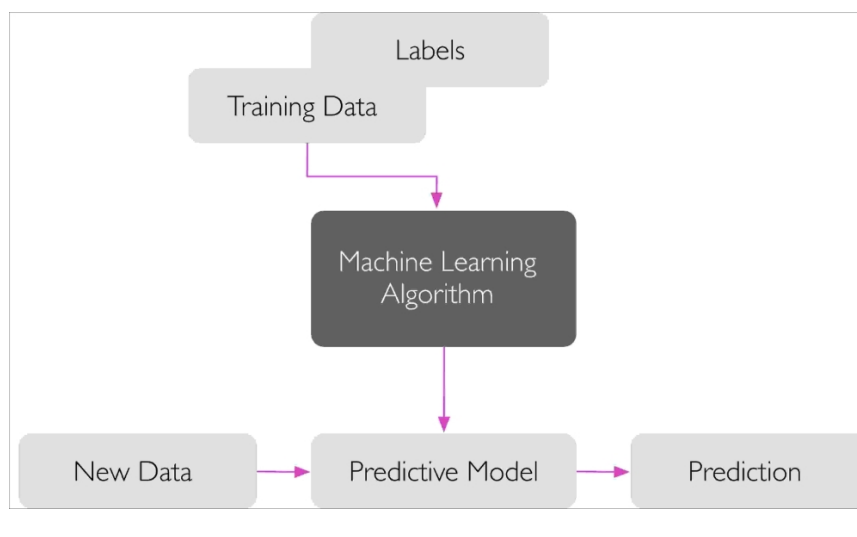 Labels
Training Data
Machine Learning
Algorithm
New Data
Predictive Model
Prediction